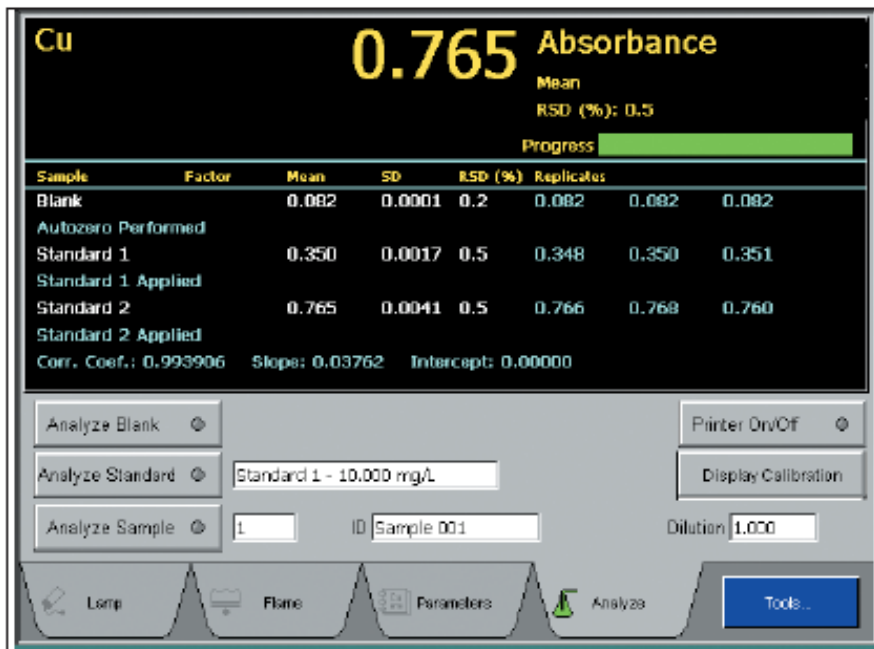 Cu 0.765 Absorbance
Mean
RSD (%): 0.5
Progress
Sample Factor Mean SD RSD (%) Replicates
Blank 0.082 0.0001 0.2 0.082 0.082 0.082
Autozero Performed
Standard 1 0.350 0.0017 0.5 0.348 0.350 0.351
Standard 1 Applied
Standard 2 0.765 0.0041 0.5 0.766 0.768 0.760
Standard 2 Applied
Corr. Coef.: 0.993906 Slope: 0.03762 Intercept: 0.00000
Analyze Blank Printer On/Off
Analyze Standard Standard 1 - 10.000 mg/L Display Calibration
Analyze Sample 1 ID Sample 001 Dilution 1.000
Lamp Flame Parameters Analyze Tools...